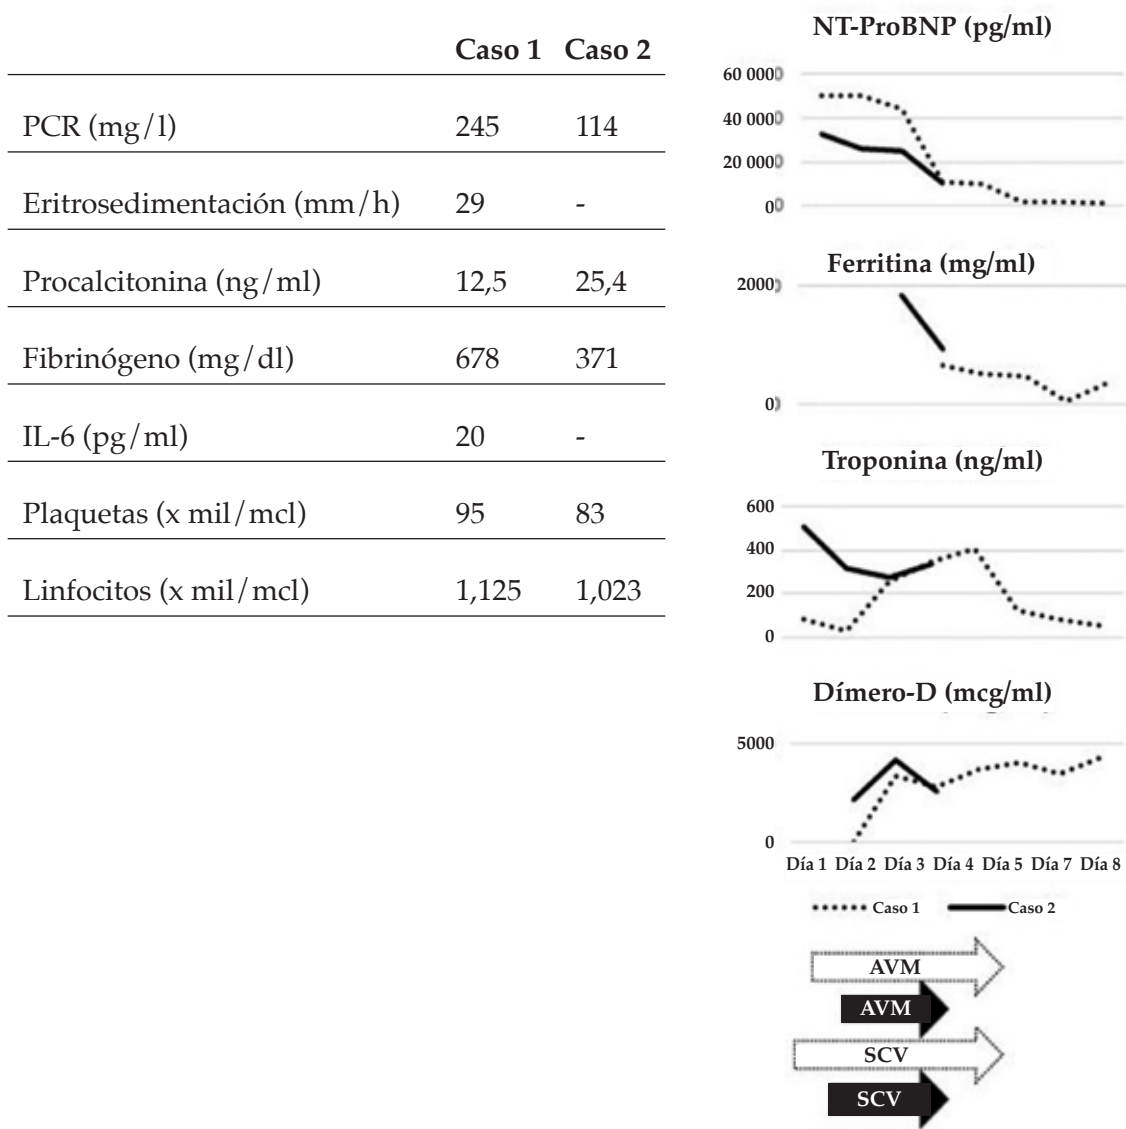 Caso 1 Caso 2
PCR (mg/l) 245 114
Eritrosedimentación (mm/h) 29 -
Procalcitonina (ng/ml) 12,5 25,4
Fibrinógeno (mg/dl) 678 371
IL-6 (pg/ml) 20 -
Plaquetas (x mil/mcl) 95 83
Linfocitos (x mil/mcl) 1,125 1,023
NT-ProBNP (pg/ml)
60 000
40 000
20 000
0
Ferritina (mg/ml)
2000
0
Troponina (ng/ml)
600
400
200
0
Dímero-D (mcg/ml)
5000
0
Día 1 Día 2 Día 3 Día 4 Día 5 Día 7 Día 8
Caso 1 Caso 2
AVM
AVM
SCV
SCV